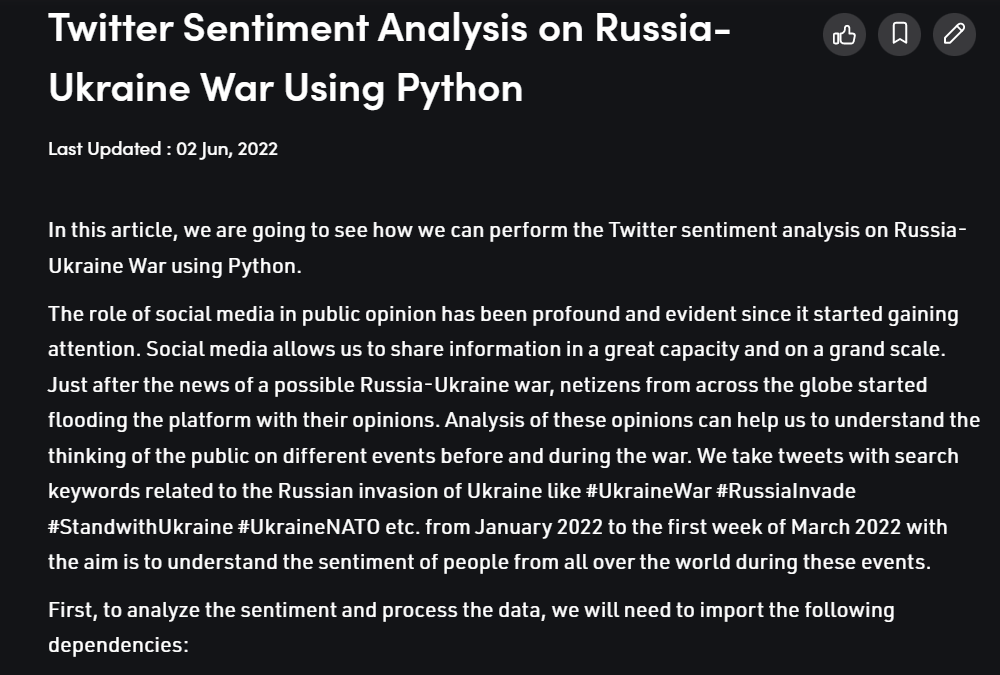 Twitter Sentiment Analysis on Russia-
Ukraine War Using Python
Last Updated : 02 Jun, 2022
In this article, we are going to see how we can perform the Twitter sentiment analysis on Russia-
Ukraine War using Python.
The role of social media in public opinion has been profound and evident since it started gaining
attention. Social media allows us to share information in a great capacity and on a grand scale.
Just after the news of a possible Russia-Ukraine war, netizens from across the globe started
flooding the platform with their opinions. Analysis of these opinions can help us to understand the
thinking of the public on different events before and during the war. We take tweets with search
keywords related to the Russian invasion of Ukraine like #UkraineWar #RussiaInvade
#StandwithUkraine #UkraineNATO etc. from January 2022 to the first week of March 2022 with
the aim is to understand the sentiment of people from all over the world during these events.
First, to analyze the sentiment and process the data, we will need to import the following
dependencies: